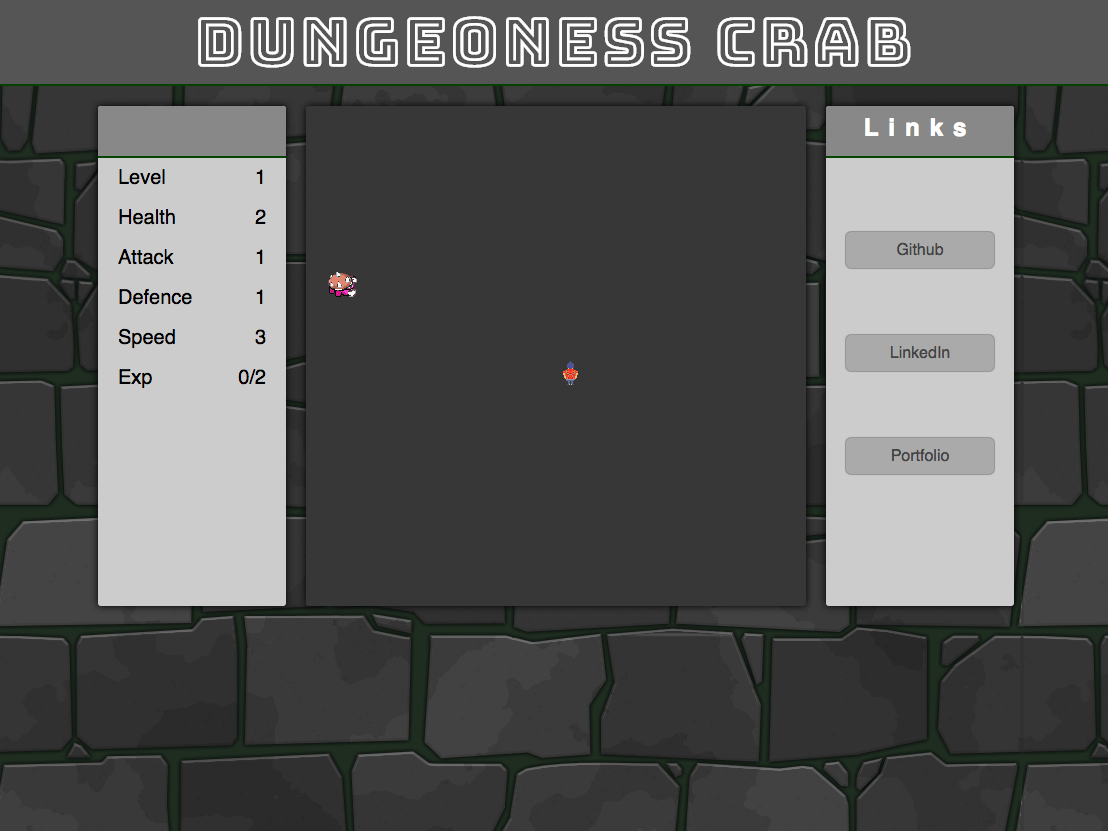 DUNGEONESS CRAB
Level 1
Health 2
Attack 1
Defence 1
Speed 3
Exp 0/2
Links
Github
LinkedIn
Portfolio